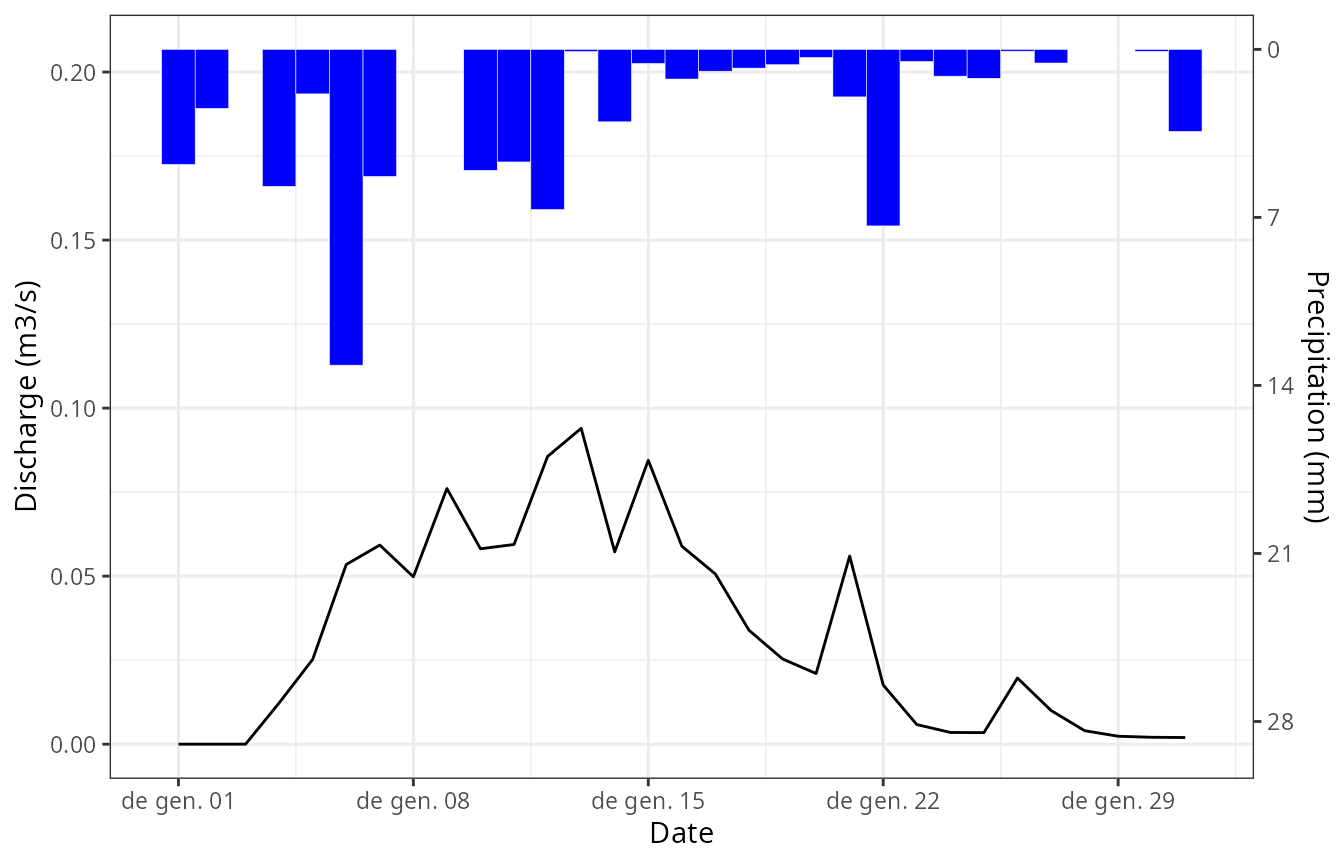 0.20
0.15
0.10
0.05
0.00
Discharge (m3/s)
0
7
14
21
28
Precipitation (mm)
de gen. 01
de gen. 08
de gen. 15
de gen. 22
de gen. 29
Date